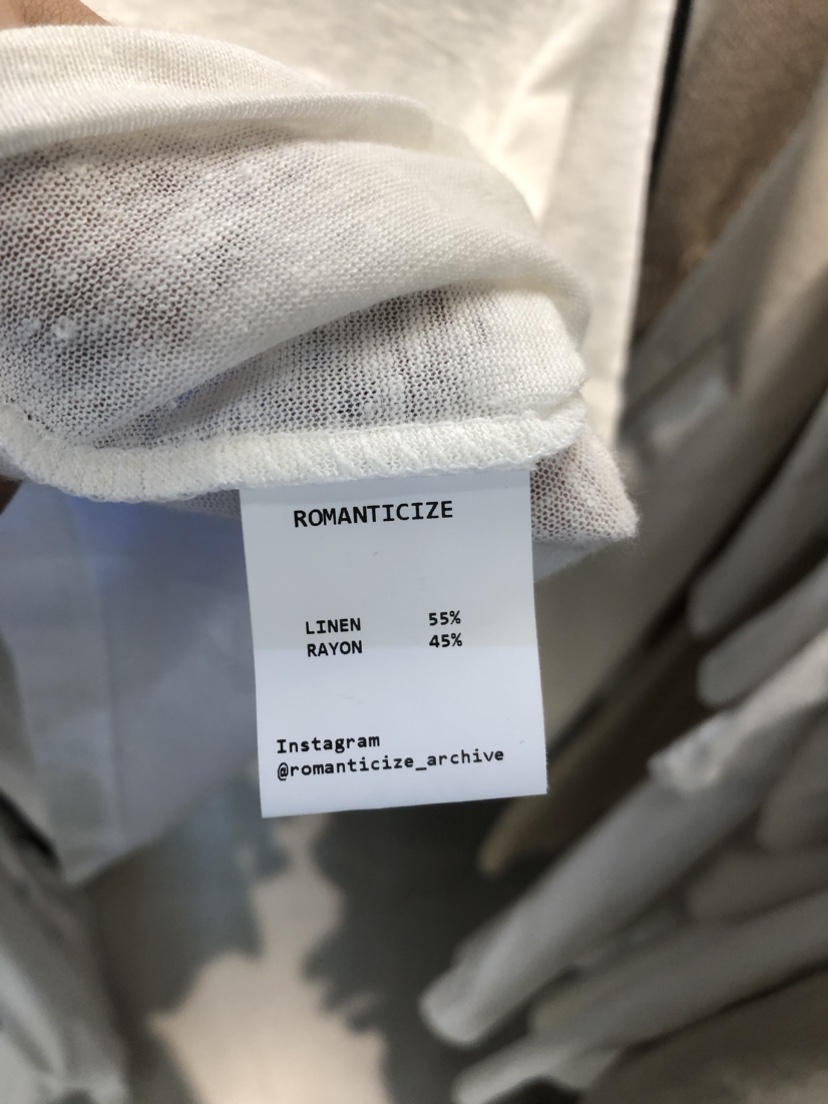 ROMANTICIZE
LINEN 55%
RAYON 45%
Instagram
@romanticize_archive